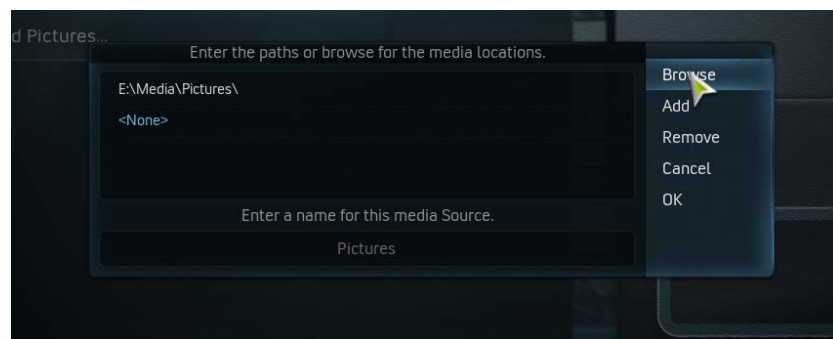 d Pictures...
Enter the paths or browse for the media locations.
E:\Media\Pictures\
<None>
Enter a name for this media Source.
Pictures
Browse
Add
Remove
Cancel
OK